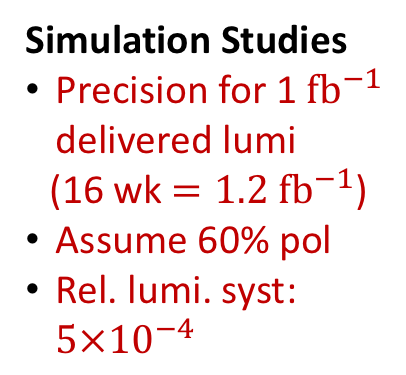 Simulation Studies
• Precision for 1 fb⁻¹
delivered lumi
(16 wk = 1.2 fb⁻¹)
• Assume 60% pol
• Rel. lumi. syst:
5×10⁻⁴